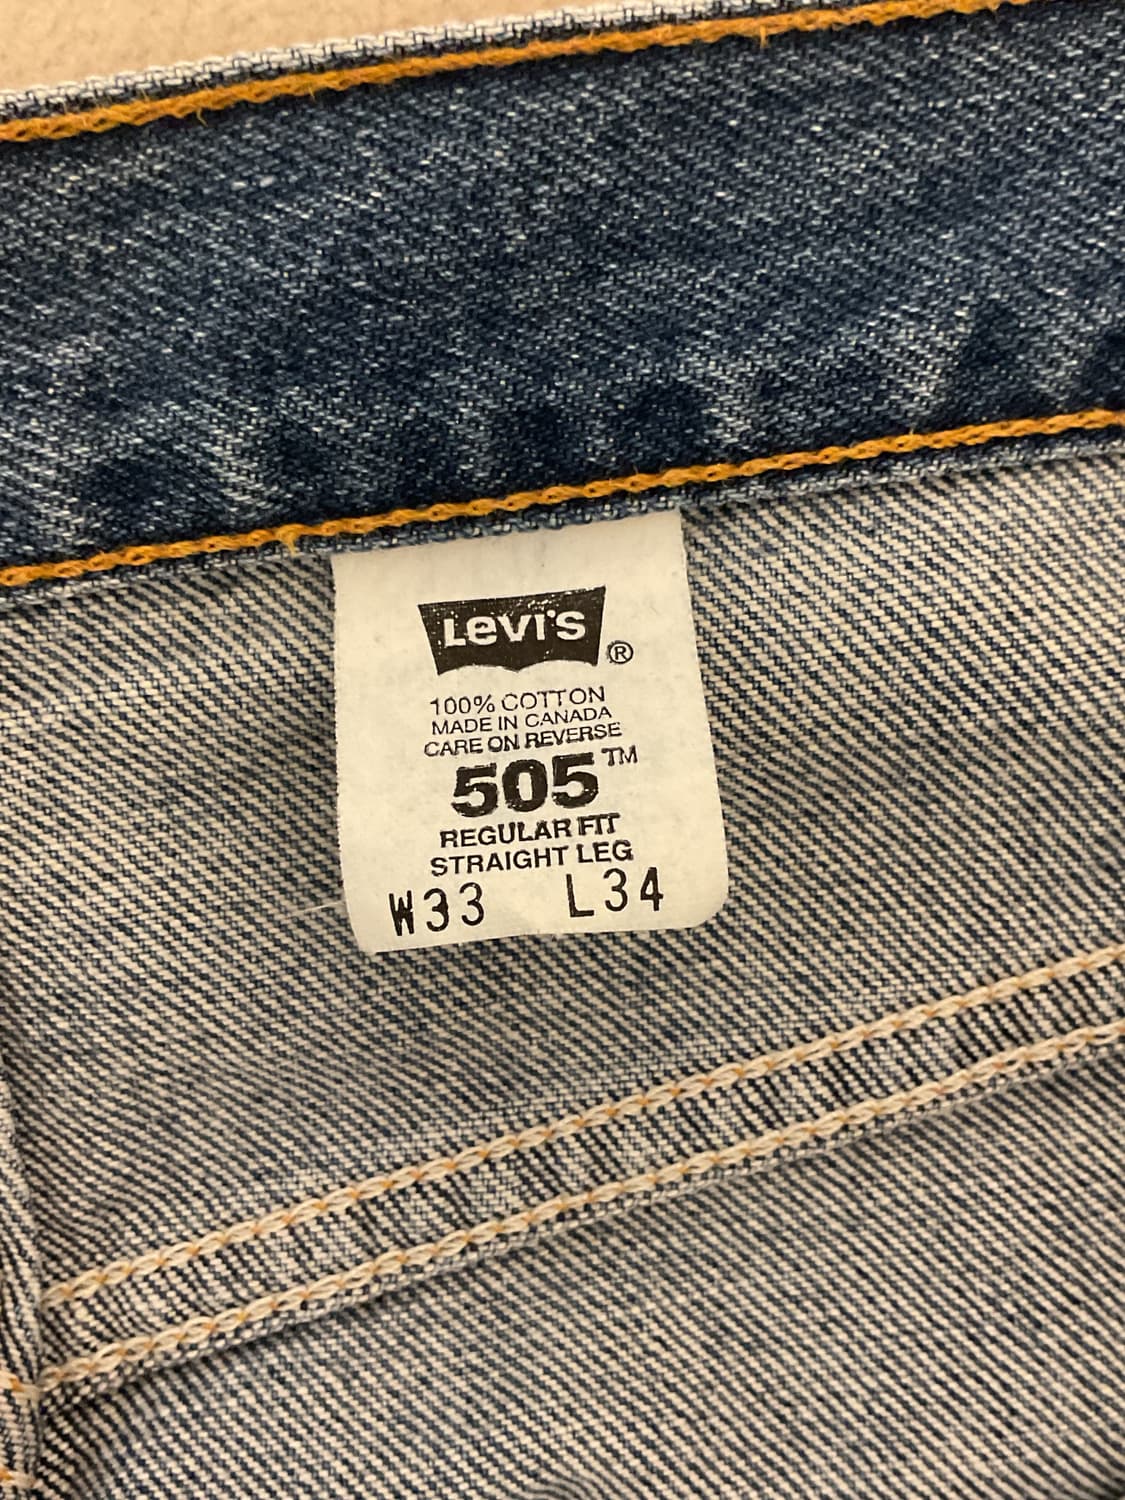 Levi's ®
100% COTTON
MADE IN CANADA
CARE ON REVERSE
505™
REGULAR FIT
STRAIGHT LEG
W33 L34